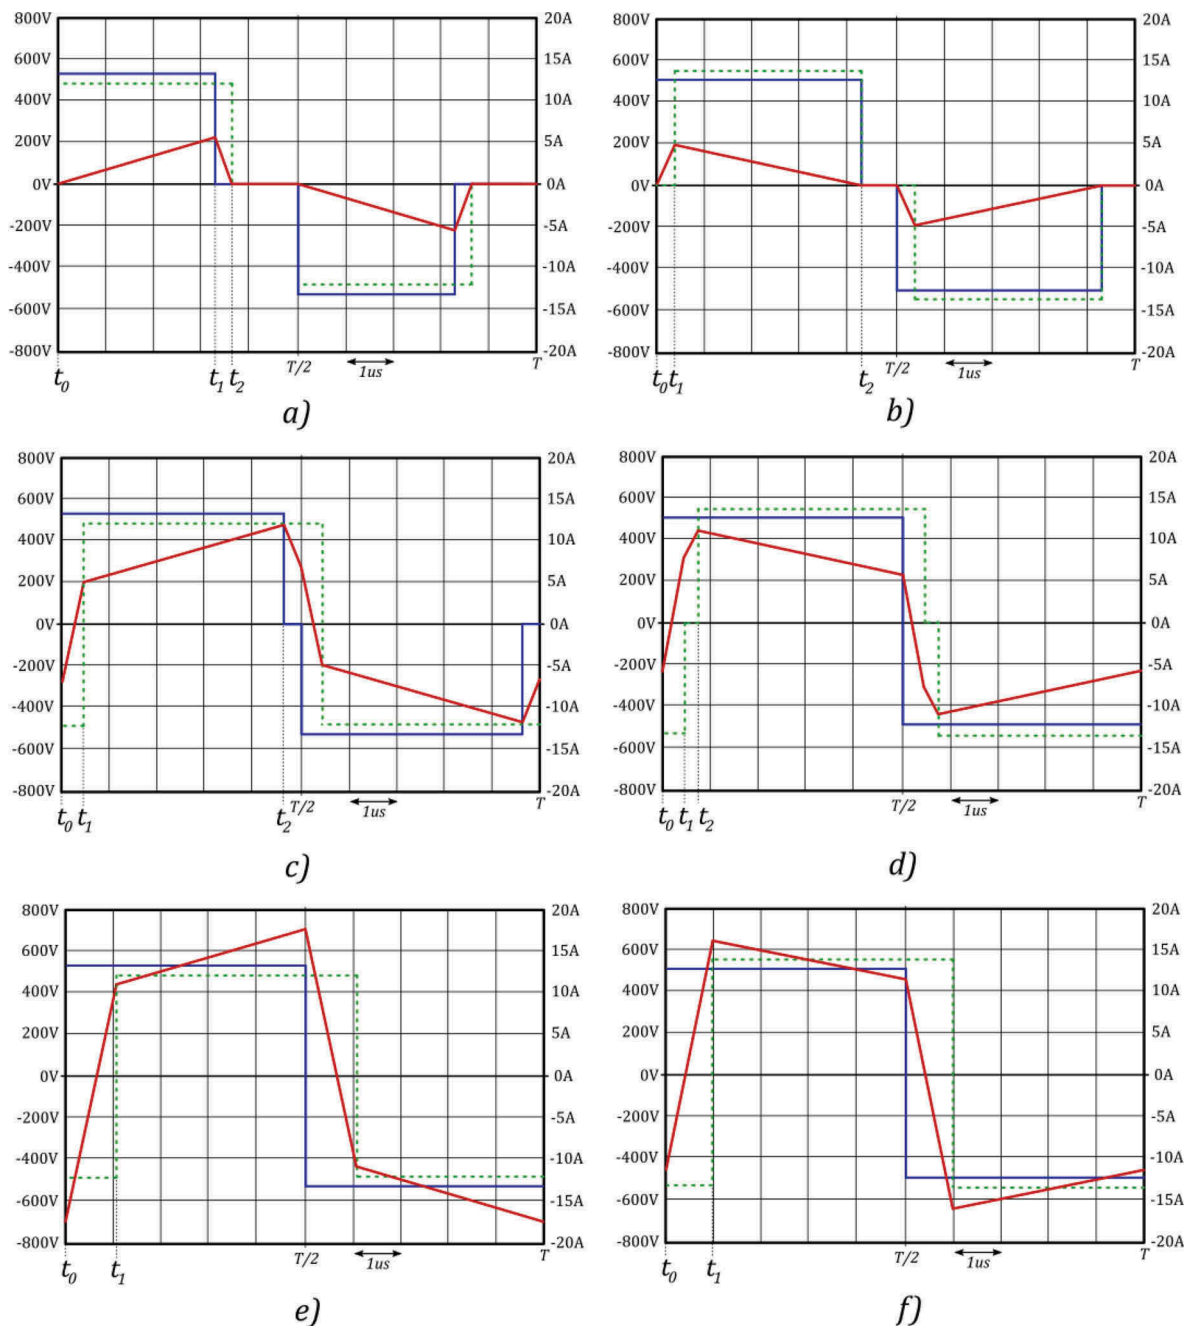 800V 20A 800V 20A
600V 15A 600V 15A
400V 10A 400V 10A
200V 5A 200V 5A
0V 0A 0V 0A
-200V -5A -200V -5A
-400V -10A -400V -10A
-600V -15A -600V -15A
-800V -20A -800V -20A
t0 t1 t2 T/2 1us T t0 t1 t2 T/2 1us T
a) b)
800V 20A 800V 20A
600V 15A 600V 15A
400V 10A 400V 10A
200V 5A 200V 5A
0V 0A 0V 0A
-200V -5A -200V -5A
-400V -10A -400V -10A
-600V -15A -600V -15A
-800V -20A -800V -20A
t0 t1 t2 T/2 1us T t0 t1 t2 T/2 1us T
c) d)
800V 20A 800V 20A
600V 15A 600V 15A
400V 10A 400V 10A
200V 5A 200V 5A
0V 0A 0V 0A
-200V -5A -200V -5A
-400V -10A -400V -10A
-600V -15A -600V -15A
-800V -20A -800V -20A
t0 t1 T/2 1us T t0 t1 T/2 1us T
e) f)